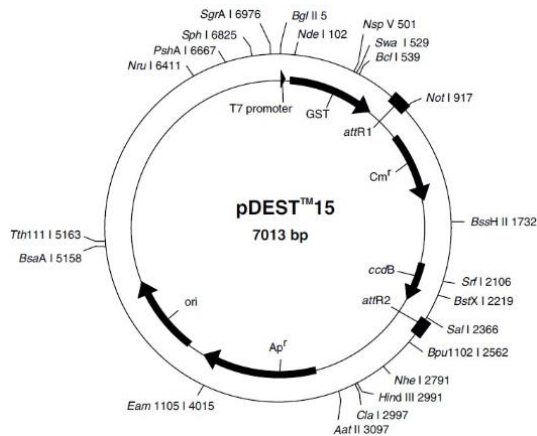 SgrA I 6976
Bgl II 5
Sph I 6825
Nde I 102
Nsp V 501
PshA I 6667
Swa I 529
Nru I 6411
Bcl I 539
T7 promoter
GST
attR1
Not I 917
Cmr
pDEST™15
7013 bp
BssH II 1732
Tth111 I 5163
BsaA I 5158
ccdB
attR2
Srf I 2106
BstX I 2219
ori
Apr
Sal I 2366
Bpu1102 I 2562
Nhe I 2791
Hind III 2991
Cla I 2997
Aat II 3097
Eam 1105 I 4015